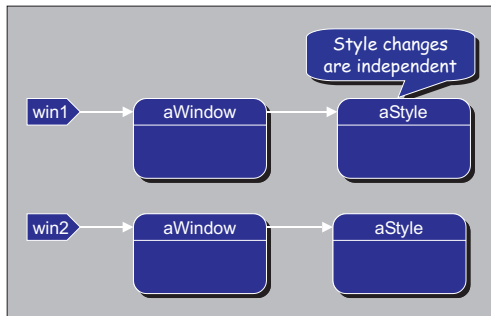 Style changes
are independent
win1
aWindow
aStyle
win2
aWindow
aStyle